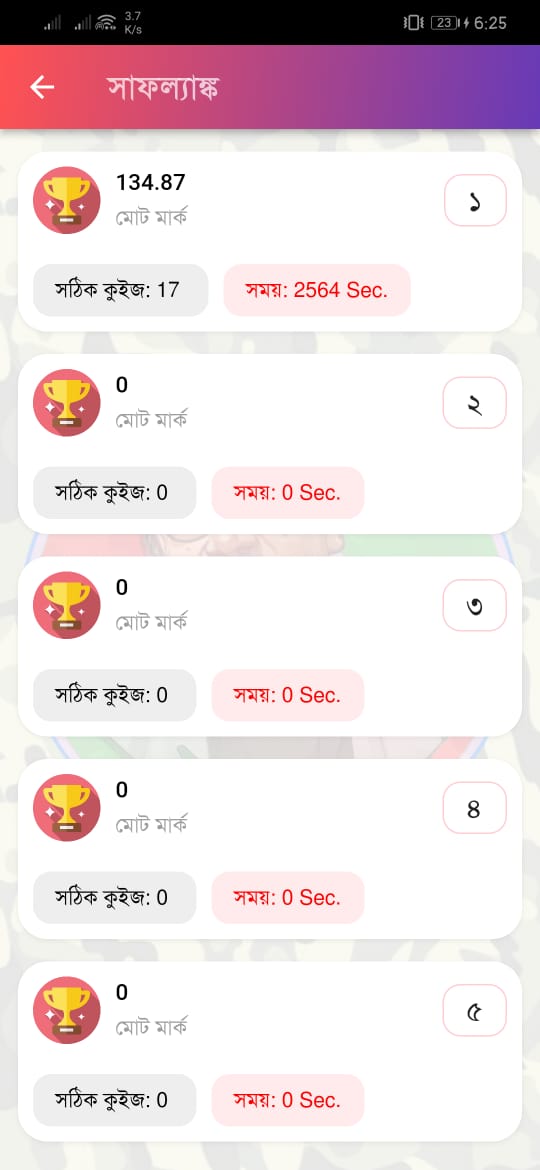 3.7
K/s
23
6:25
সাফল্যাঙ্ক
134.87
মোট মার্ক
১
সঠিক কুইজ: 17
সময়: 2564 Sec.
0
মোট মার্ক
২
সঠিক কুইজ: 0
সময়: 0 Sec.
0
মোট মার্ক
৩
সঠিক কুইজ: 0
সময়: 0 Sec.
0
মোট মার্ক
৪
সঠিক কুইজ: 0
সময়: 0 Sec.
0
মোট মার্ক
৫
সঠিক কুইজ: 0
সময়: 0 Sec.